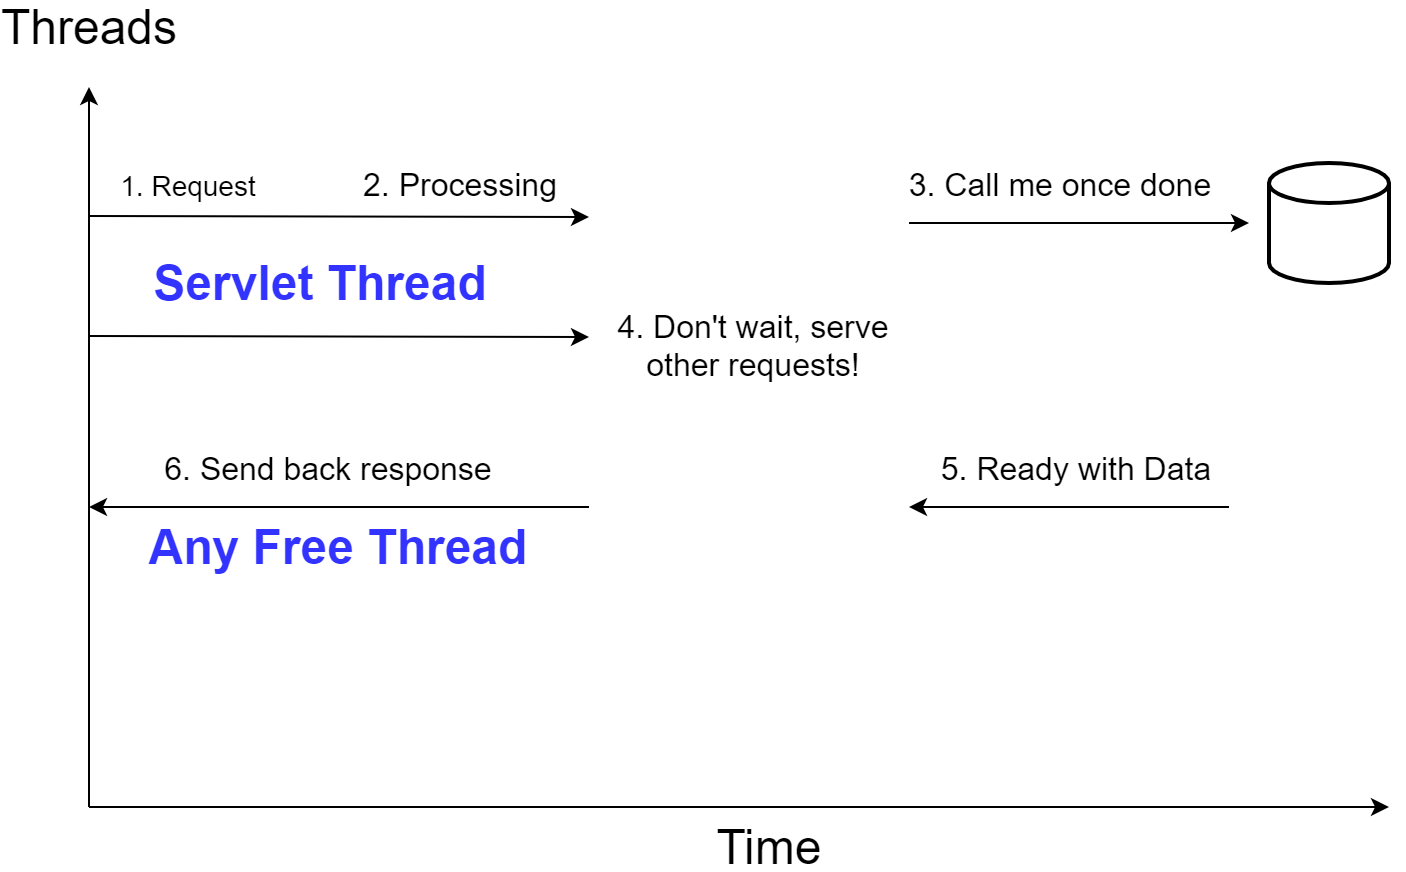 Threads
1. Request
2. Processing
3. Call me once done
Servlet Thread
4. Don't wait, serve
other requests!
6. Send back response
5. Ready with Data
Any Free Thread
Time